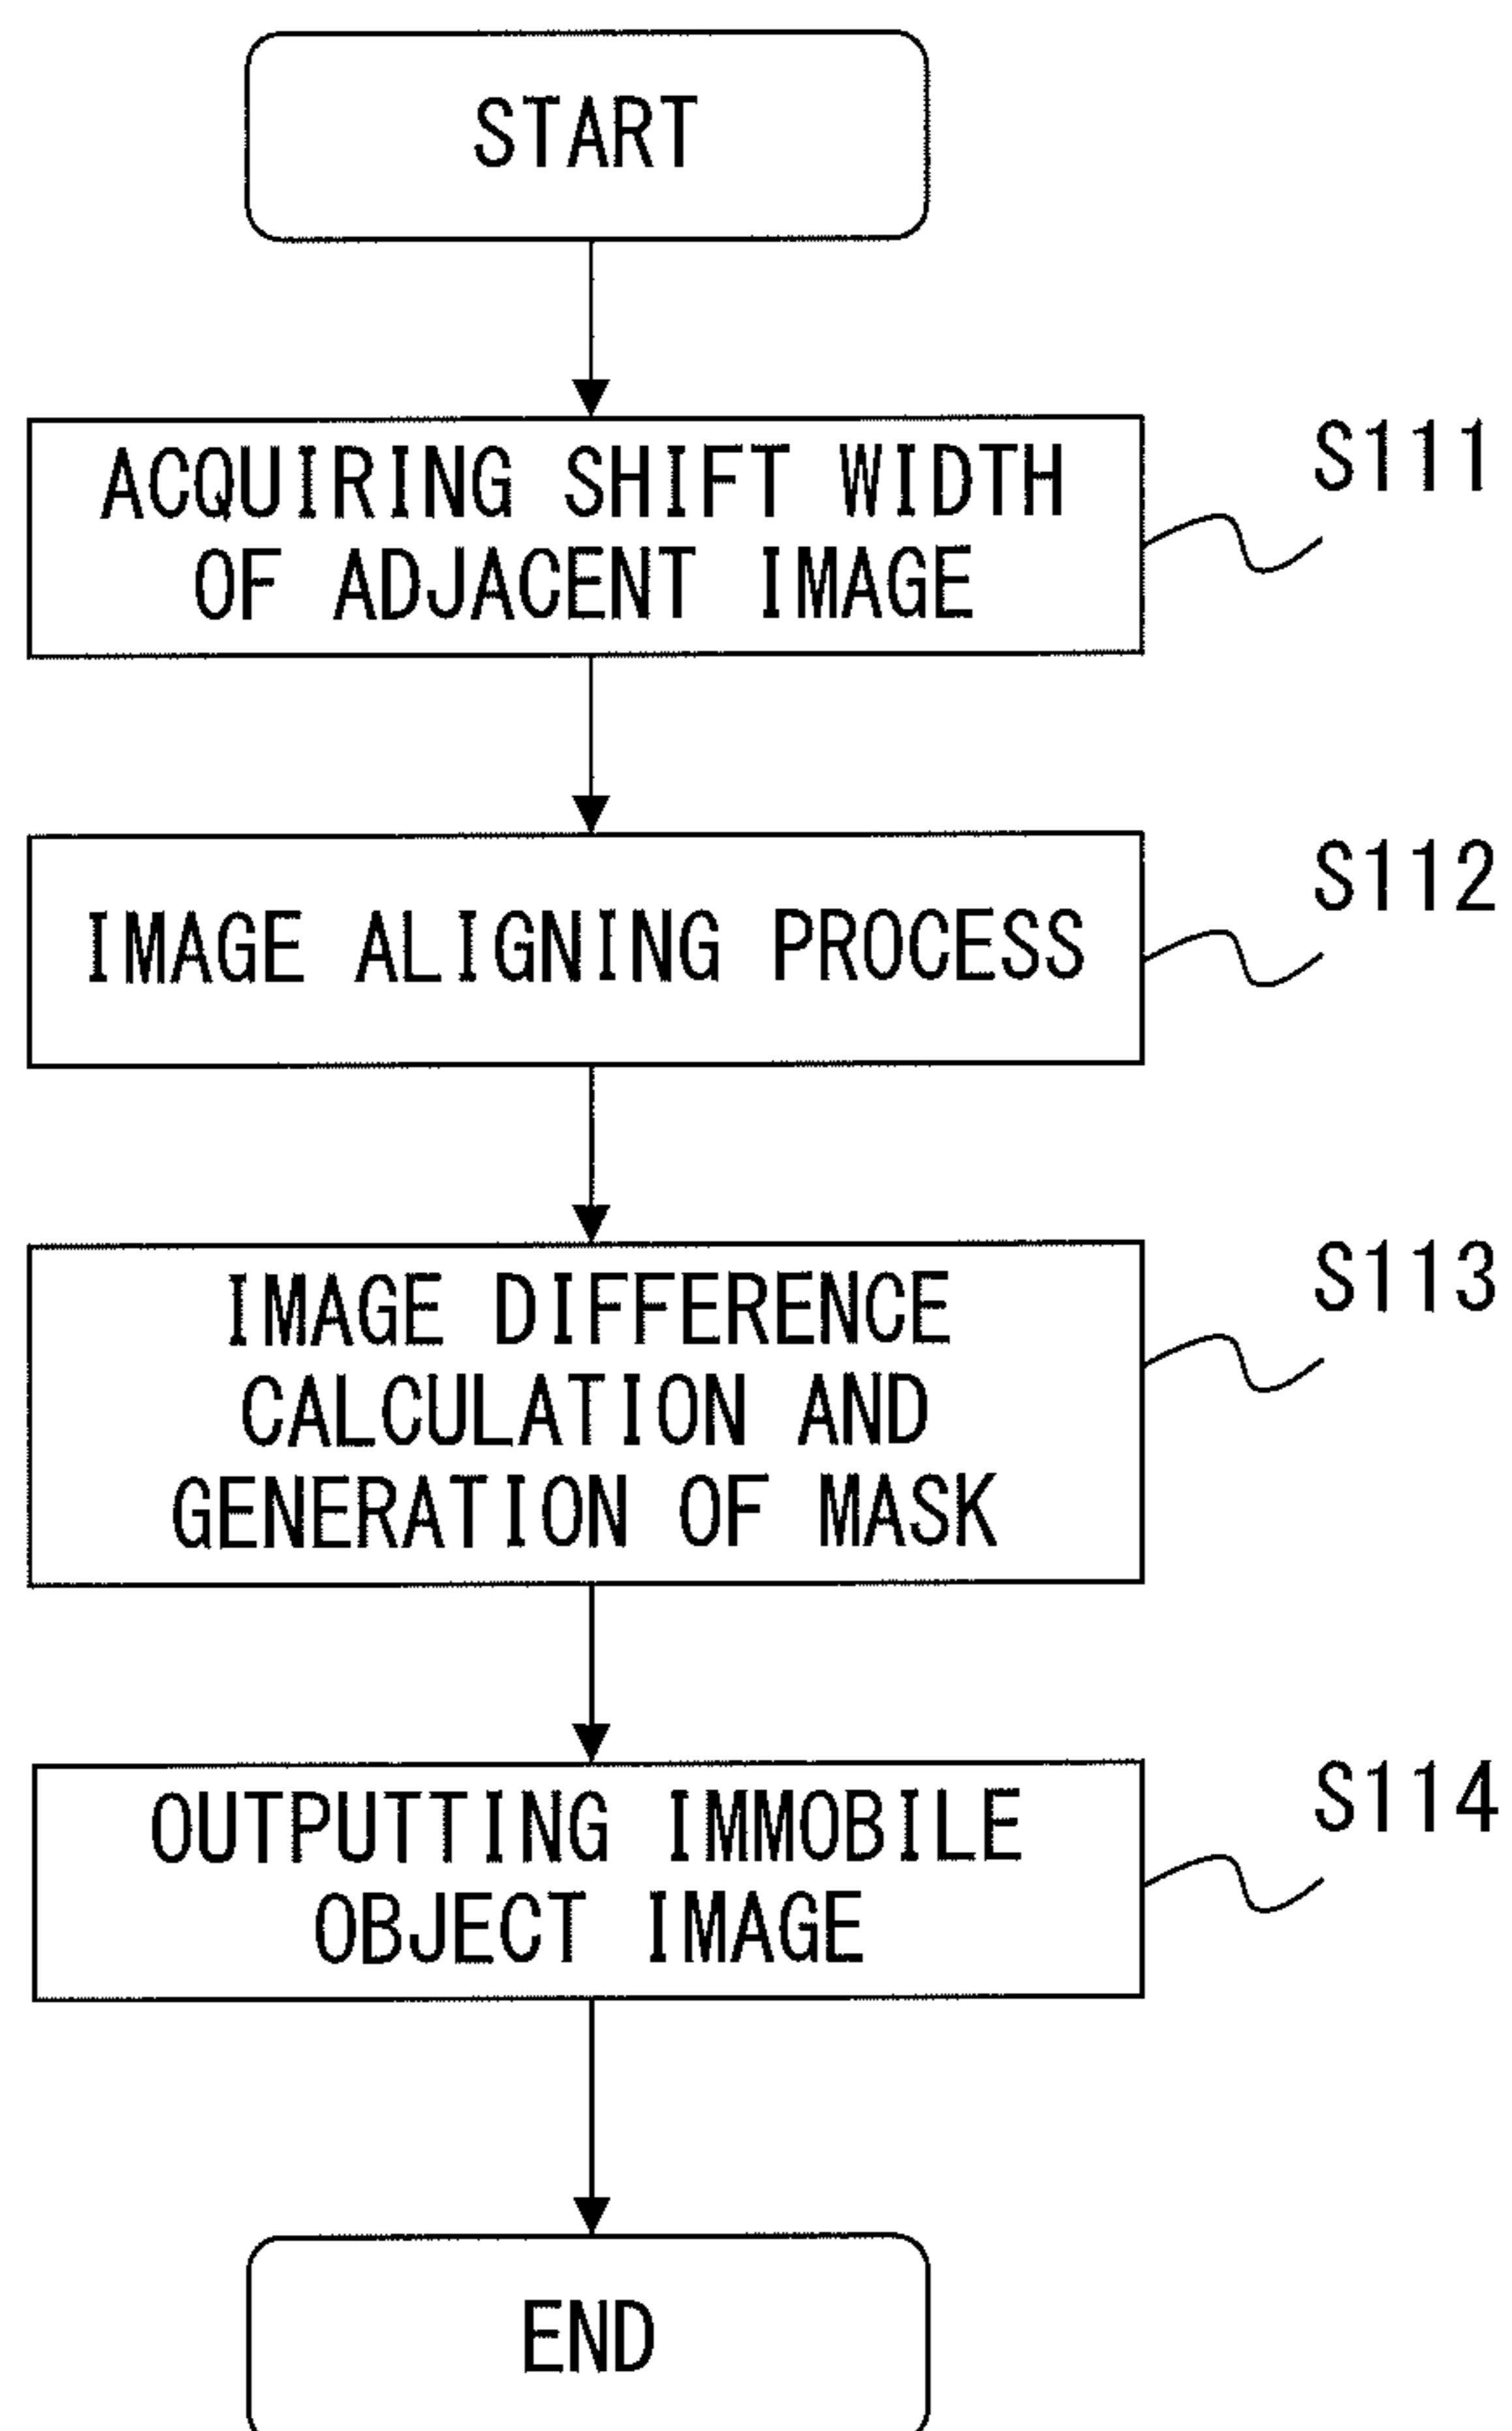 START
ACQUIRING SHIFT WIDTH
OF ADJACENT IMAGE
S111
IMAGE ALIGNING PROCESS
S112
IMAGE DIFFERENCE
CALCULATION AND
GENERATION OF MASK
S113
OUTPUTTING IMMOBILE
OBJECT IMAGE
S114
END